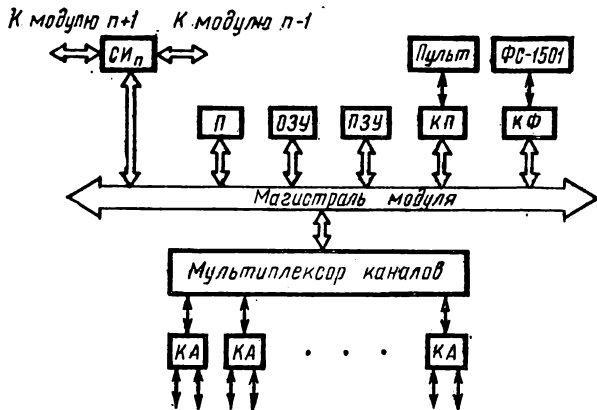 К модулю n+1 К модулю n-1
СИn Пульт ФС-1501
П ОЗУ ПЗУ КП КФ
Магистраль модуля
Мультиплексор каналов
КА КА . . . КА